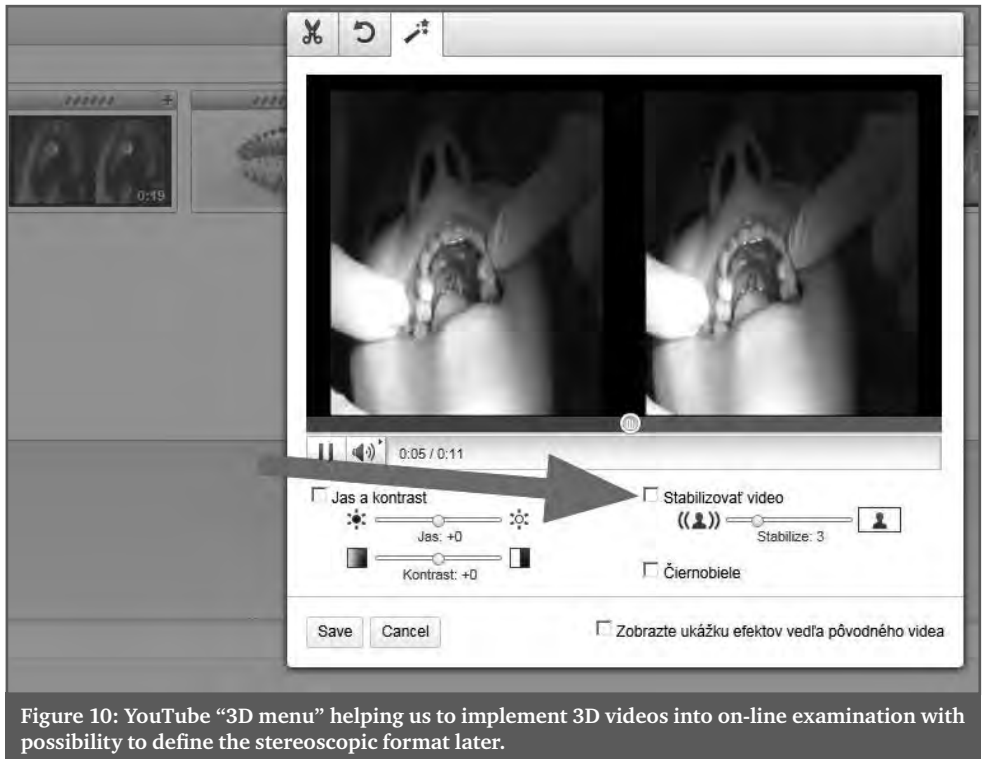 0:19
0:05 / 0:11
Jas a kontrast
Jas: +0
Kontrast: +0
Stabilizovať video
Stabilize: 3
Čiernobiele
Save Cancel
Zobrazte ukážku efektov vedľa pôvodného videa
Figure 10: YouTube “3D menu” helping us to implement 3D videos into on-line examination with
possibility to define the stereoscopic format later.